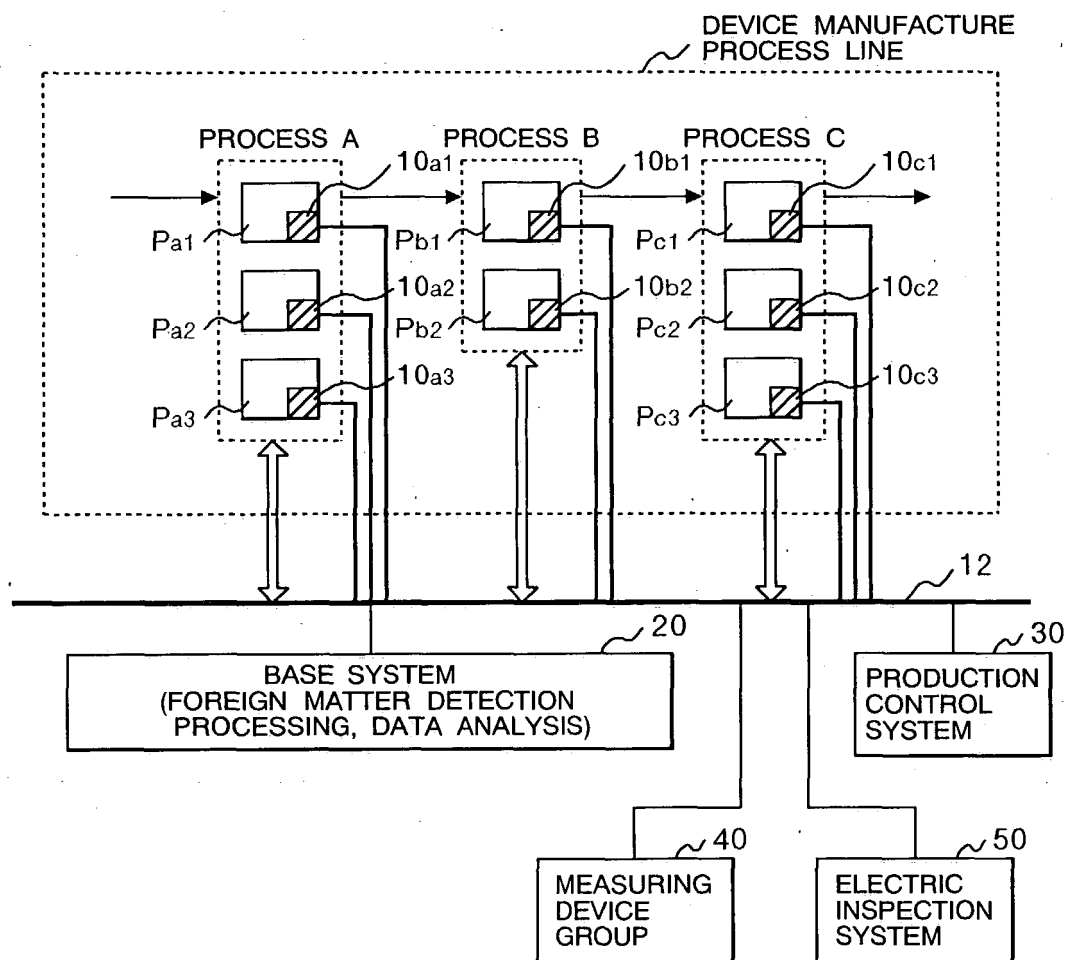 DEVICE MANUFACTURE
PROCESS LINE
PROCESS A
PROCESS B
PROCESS C
10a1
10b1
10c1
Pa1
Pb1
Pc1
10a2
10b2
10c2
Pa2
Pb2
Pc2
10a3
10c3
Pa3
Pc3
12
20
30
BASE SYSTEM
(FOREIGN MATTER DETECTION
PROCESSING, DATA ANALYSIS)
PRODUCTION
CONTROL
SYSTEM
40
50
MEASURING
DEVICE
GROUP
ELECTRIC
INSPECTION
SYSTEM